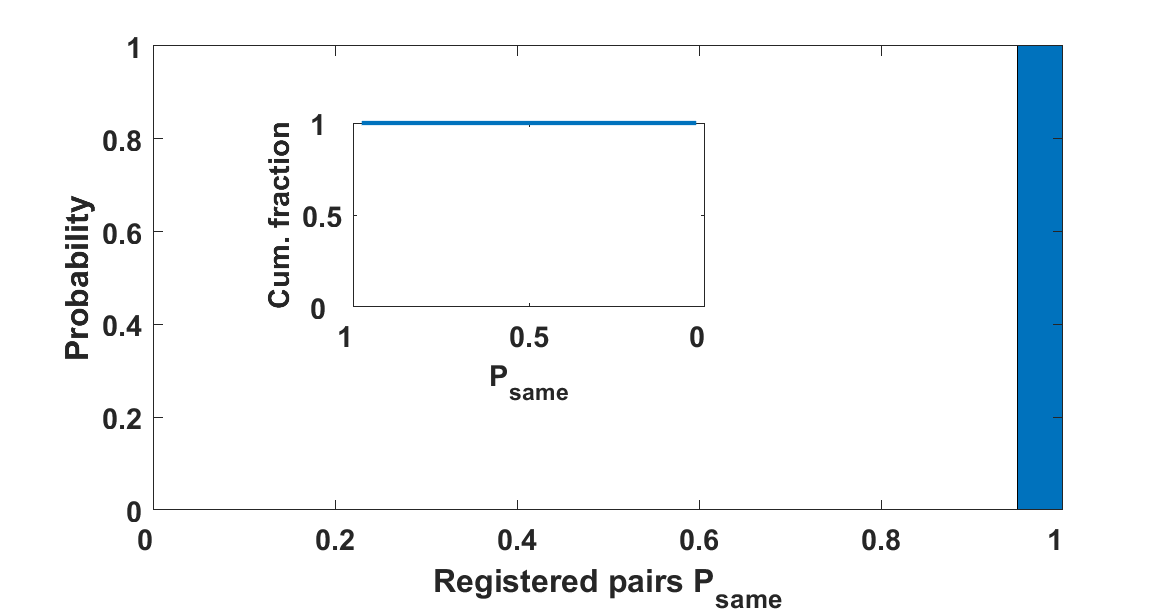 1
0.8
0.6
0.4
0.2
0
Probability
0 0.2 0.4 0.6 0.8 1
Registered pairs P_same
1
0.5
0
Cum. fraction
1 0.5 0
P_same